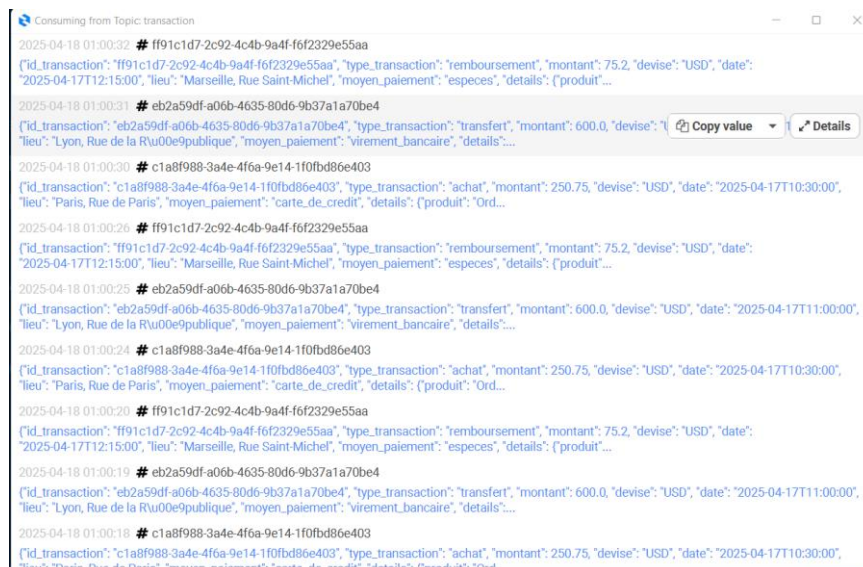 Consuming from Topic: transaction
2025-04-18 01:00:32 # ff91c1d7-2c92-4c4b-9a4f-f6f2329e55aa
{"id_transaction": "ff91c1d7-2c92-4c4b-9a4f-f6f2329e55aa", "type_transaction": "remboursement", "montant": 75.2, "devise": "USD", "date":
"2025-04-17T12:15:00", "lieu": "Marseille, Rue Saint-Michel", "moyen_paiement": "especes", "details": {"produit"...
2025-04-18 01:00:31 # eb2a59df-a06b-4635-80d6-9b37a1a70be4
{"id_transaction": "eb2a59df-a06b-4635-80d6-9b37a1a70be4", "type_transaction": "transfert", "montant": 600.0, "devise": Copy value Details
"lieu": "Lyon, Rue de la R\u00e9publique", "moyen_paiement": "virement_bancaire", "details":...
2025-04-18 01:00:30 # c1a8f988-3a4e-4f6a-9e14-1f0fbd86e403
{"id_transaction": "c1a8f988-3a4e-4f6a-9e14-1f0fbd86e403", "type_transaction": "achat", "montant": 250.75, "devise": "USD", "date": "2025-04-17T10:30:00",
"lieu": "Paris, Rue de Paris", "moyen_paiement": "carte_de_credit", "details": {"produit": "Ord...
2025-04-18 01:00:26 # ff91c1d7-2c92-4c4b-9a4f-f6f2329e55aa
{"id_transaction": "ff91c1d7-2c92-4c4b-9a4f-f6f2329e55aa", "type_transaction": "remboursement", "montant": 75.2, "devise": "USD", "date":
"2025-04-17T12:15:00", "lieu": "Marseille, Rue Saint-Michel", "moyen_paiement": "especes", "details": {"produit"...
2025-04-18 01:00:25 # eb2a59df-a06b-4635-80d6-9b37a1a70be4
{"id_transaction": "eb2a59df-a06b-4635-80d6-9b37a1a70be4", "type_transaction": "transfert", "montant": 600.0, "devise": "USD", "date": "2025-04-17T11:00:00",
"lieu": "Lyon, Rue de la R\u00e9publique", "moyen_paiement": "virement_bancaire", "details":...
2025-04-18 01:00:24 # c1a8f988-3a4e-4f6a-9e14-1f0fbd86e403
{"id_transaction": "c1a8f988-3a4e-4f6a-9e14-1f0fbd86e403", "type_transaction": "achat", "montant": 250.75, "devise": "USD", "date": "2025-04-17T10:30:00",
"lieu": "Paris, Rue de Paris", "moyen_paiement": "carte_de_credit", "details": {"produit": "Ord...
2025-04-18 01:00:20 # ff91c1d7-2c92-4c4b-9a4f-f6f2329e55aa
{"id_transaction": "ff91c1d7-2c92-4c4b-9a4f-f6f2329e55aa", "type_transaction": "remboursement", "montant": 75.2, "devise": "USD", "date":
"2025-04-17T12:15:00", "lieu": "Marseille, Rue Saint-Michel", "moyen_paiement": "especes", "details": {"produit"...
2025-04-18 01:00:19 # eb2a59df-a06b-4635-80d6-9b37a1a70be4
{"id_transaction": "eb2a59df-a06b-4635-80d6-9b37a1a70be4", "type_transaction": "transfert", "montant": 600.0, "devise": "USD", "date": "2025-04-17T11:00:00",
"lieu": "Lyon, Rue de la R\u00e9publique", "moyen_paiement": "virement_bancaire", "details":...
2025-04-18 01:00:18 # c1a8f988-3a4e-4f6a-9e14-1f0fbd86e403
{"id_transaction": "c1a8f988-3a4e-4f6a-9e14-1f0fbd86e403", "type_transaction": "achat", "montant": 250.75, "devise": "USD", "date": "2025-04-17T10:30:00",